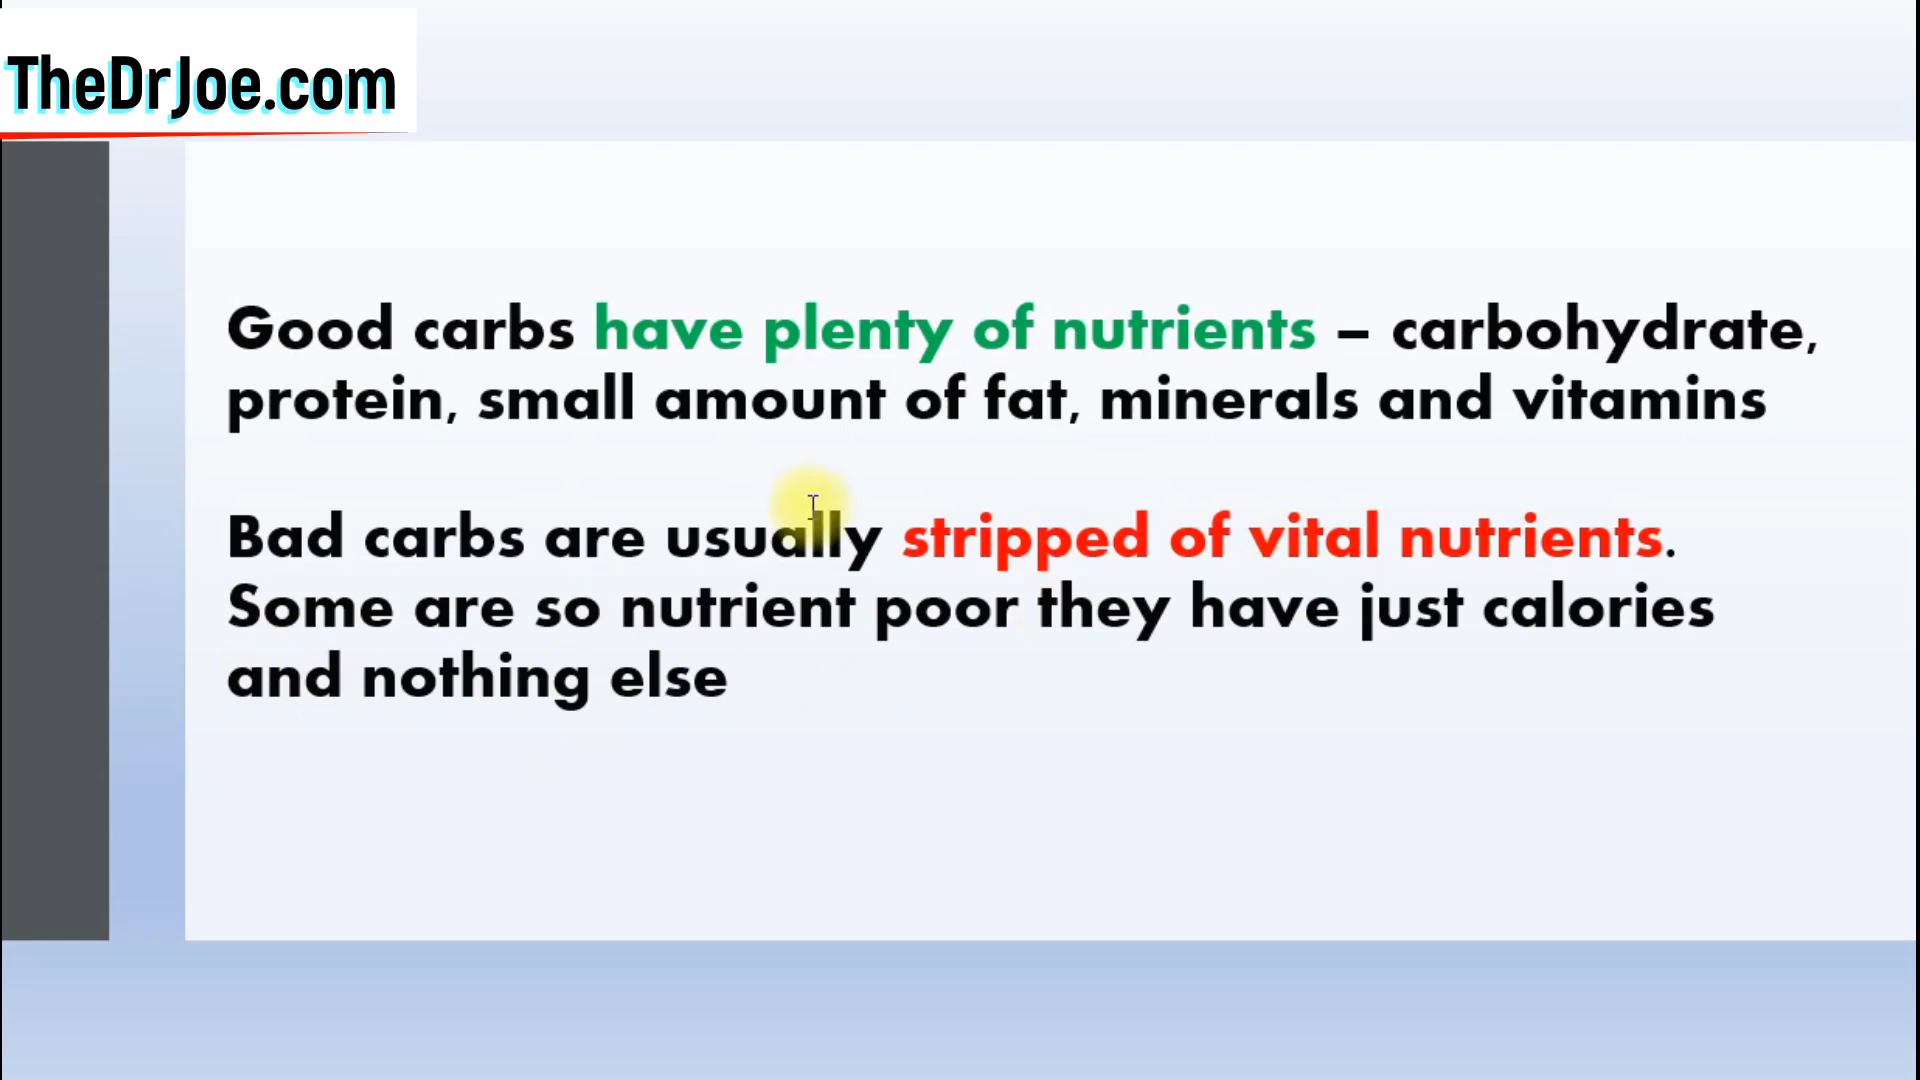 TheDrJoe.com
Good carbs have plenty of nutrients – carbohydrate,
protein, small amount of fat, minerals and vitamins
Bad carbs are usually stripped of vital nutrients.
Some are so nutrient poor they have just calories
and nothing else